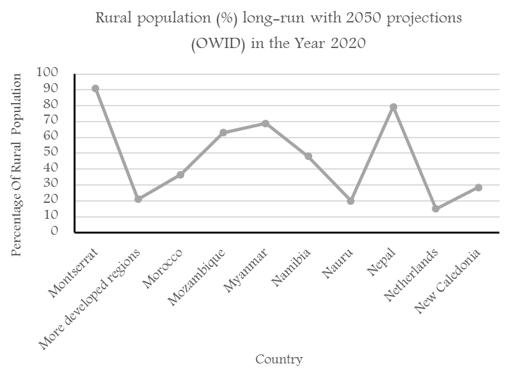 Rural population (%) long-run with 2050 projections
(OWID) in the Year 2020
Percentage Of Rural Population
100
90
80
70
60
50
40
30
20
10
0
Montserrat
More developed regions
Morocco
Mozambique
Myanmar
Namibia
Nauru
Nepal
Netherlands
New Caledonia
Country